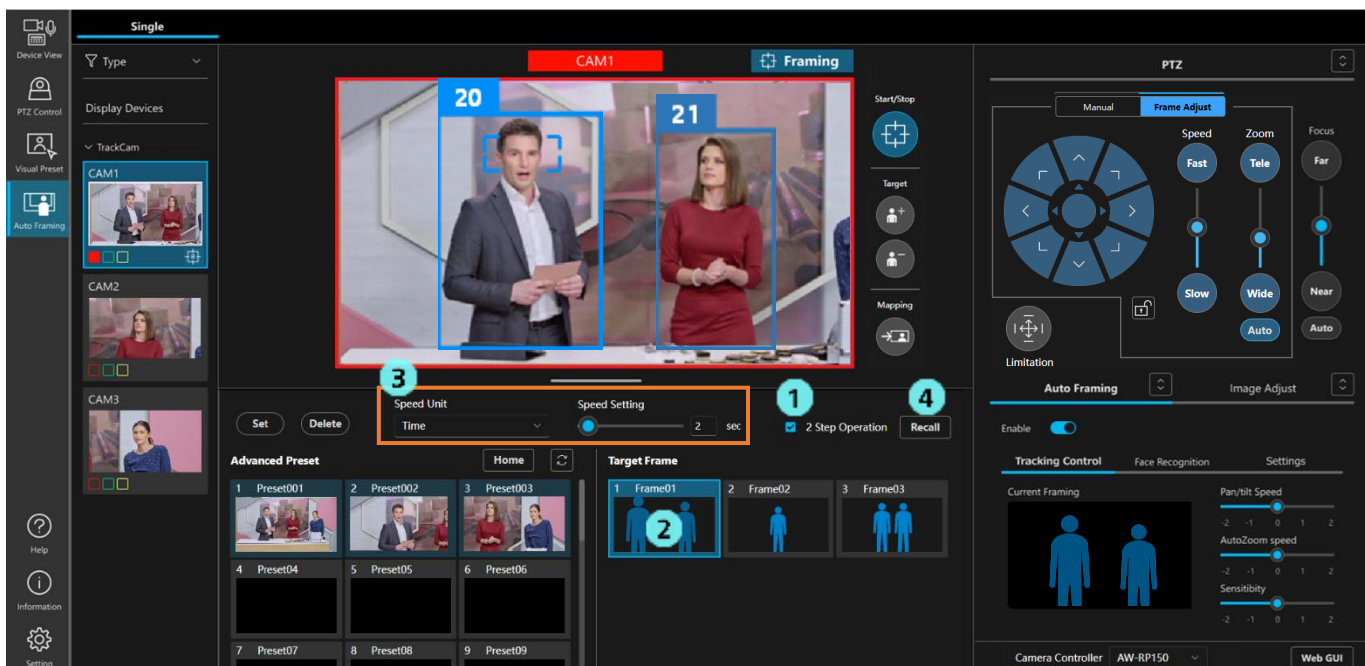 Single
Device View
PTZ Control
Visual Preset
Auto Framing
Help
Information
Setting
Type
Display Devices
TrackCam
CAM1
CAM2
CAM3
CAM1
Framing
20
21
Start/Stop
Target
Mapping
3
Speed Unit
Time
Speed Setting
2 sec
1
2 Step Operation
4
Recall
Set
Delete
Advanced Preset
Home
1 Preset001
2 Preset002
3 Preset003
4 Preset04
5 Preset05
6 Preset06
7 Preset07
8 Preset08
9 Preset09
Target Frame
1 Frame01
2 Frame02
3 Frame03
2
PTZ
Manual
Frame Adjust
Speed
Zoom
Focus
Fast
Tele
Far
Slow
Wide
Near
Auto
Auto
Limitation
Auto Framing
Image Adjust
Enable
Tracking Control
Face Recognition
Settings
Current Framing
Pan/tilt Speed
-2 -1 0 1 2
AutoZoom speed
-2 -1 0 1 2
Sensitibity
-2 -1 0 1 2
Camera Controller
AW-RP150
Web GUI